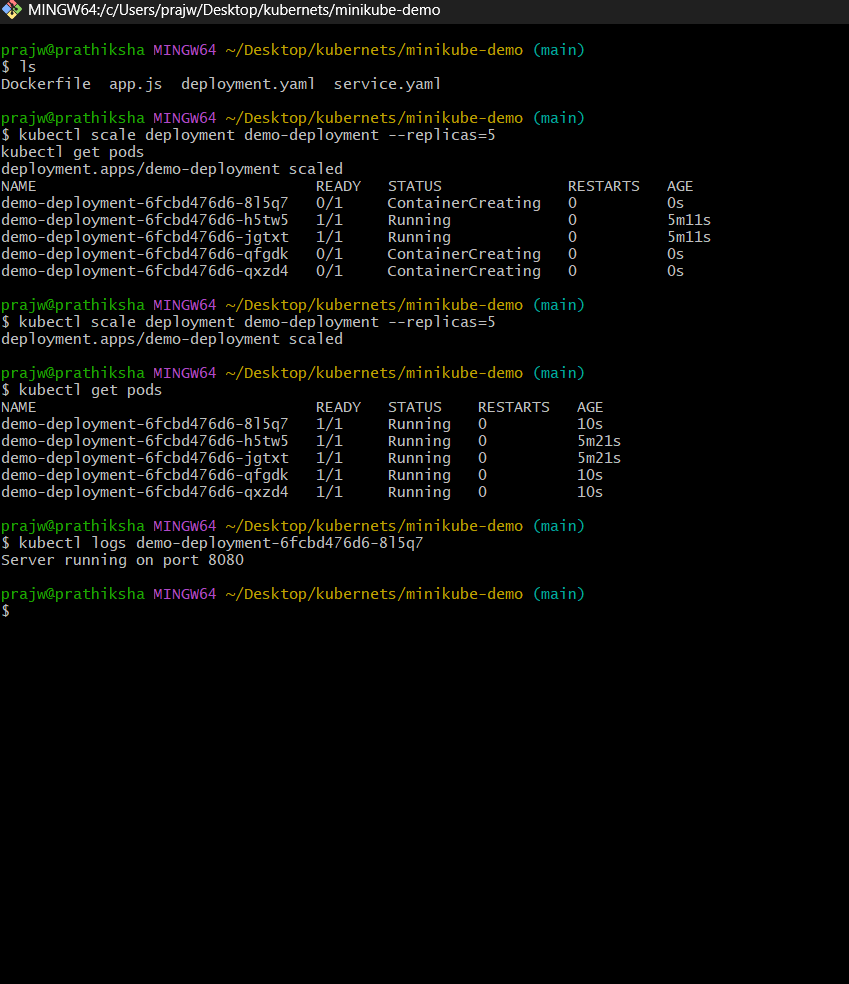 MINGW64:/c/Users/prajw/Desktop/kubernets/minikube-demo
prajw@prathiksha MINGW64 ~/Desktop/kubernets/minikube-demo (main)
$ ls
Dockerfile  app.js  deployment.yaml  service.yaml
prajw@prathiksha MINGW64 ~/Desktop/kubernets/minikube-demo (main)
$ kubectl scale deployment demo-deployment --replicas=5
kubectl get pods
deployment.apps/demo-deployment scaled
NAME                               READY   STATUS              RESTARTS   AGE
demo-deployment-6fcbd476d6-8l5q7   0/1     ContainerCreating   0          0s
demo-deployment-6fcbd476d6-h5tw5   1/1     Running             0          5m11s
demo-deployment-6fcbd476d6-jgtxt   1/1     Running             0          5m11s
demo-deployment-6fcbd476d6-qfgdk   0/1     ContainerCreating   0          0s
demo-deployment-6fcbd476d6-qxzd4   0/1     ContainerCreating   0          0s
prajw@prathiksha MINGW64 ~/Desktop/kubernets/minikube-demo (main)
$ kubectl scale deployment demo-deployment --replicas=5
deployment.apps/demo-deployment scaled
prajw@prathiksha MINGW64 ~/Desktop/kubernets/minikube-demo (main)
$ kubectl get pods
NAME                               READY   STATUS    RESTARTS   AGE
demo-deployment-6fcbd476d6-8l5q7   1/1     Running   0          10s
demo-deployment-6fcbd476d6-h5tw5   1/1     Running   0          5m21s
demo-deployment-6fcbd476d6-jgtxt   1/1     Running   0          5m21s
demo-deployment-6fcbd476d6-qfgdk   1/1     Running   0          10s
demo-deployment-6fcbd476d6-qxzd4   1/1     Running   0          10s
prajw@prathiksha MINGW64 ~/Desktop/kubernets/minikube-demo (main)
$ kubectl logs demo-deployment-6fcbd476d6-8l5q7
Server running on port 8080
prajw@prathiksha MINGW64 ~/Desktop/kubernets/minikube-demo (main)
$